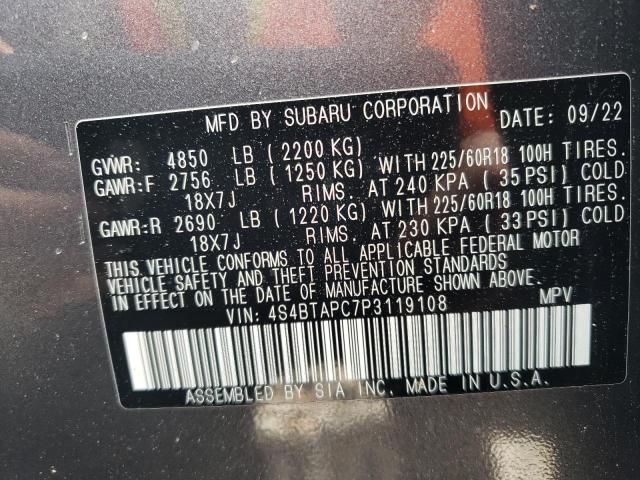 MFD BY SUBARU CORPORATION DATE: 09/22
GVWR: 4850 LB ( 2200 KG)
GAWR:F 2756 LB ( 1250 KG) WITH 225/60R18 100H TIRES.
18X7J RIMS. AT 240 KPA ( 35 PSI) COLD
GAWR:R 2690 LB ( 1220 KG) WITH 225/60R18 100H TIRES.
18X7J RIMS. AT 230 KPA ( 33 PSI) COLD
THIS VEHICLE CONFORMS TO ALL APPLICABLE FEDERAL MOTOR
VEHICLE SAFETY AND THEFT PREVENTION STANDARDS
IN EFFECT ON THE DATE OF MANUFACTURE SHOWN ABOVE.
VIN: 4S4BTAPC7P3119108 MPV
ASSEMBLED BY SIA INC. MADE IN U.S.A.